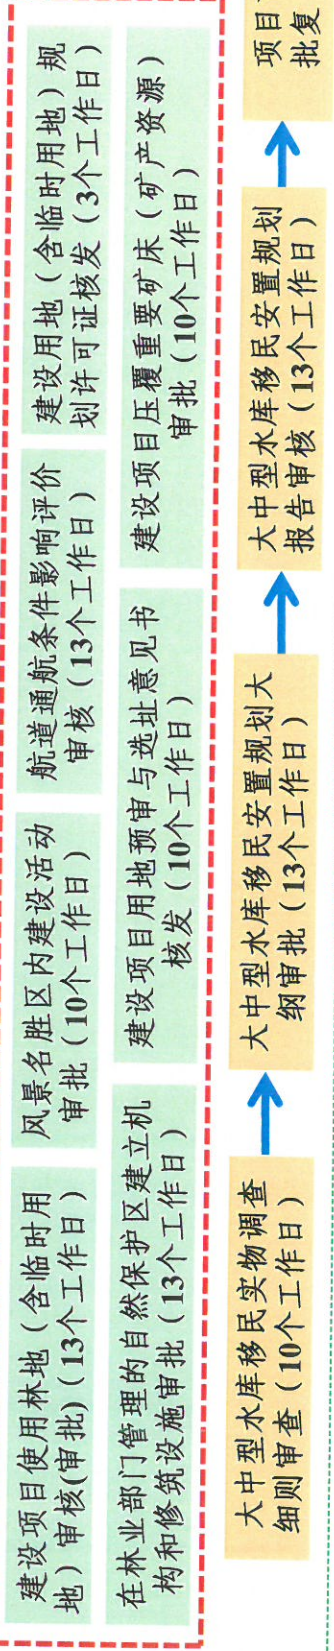 建设项目使用林地（含临时用
地）审核(审批)（13个工作日）
风景名胜区内建设活动
审批（10个工作日）
航道通航条件影响评价
审核（13个工作日）
建设用地（含临时用地）规
划许可证核发（3个工作日）
在林业部门管理的自然保护区建立机
构和修筑设施审批（13个工作日）
建设项目用地预审与选址意见书
核发（10个工作日）
建设项目压覆重要矿床（矿产资源）
审批（10个工作日）
大中型水库移民实物调查
细则审查（10个工作日）
大中型水库移民安置规划大
纲审批（13个工作日）
大中型水库移民安置规划
报告审核（13个工作日）
项目
批复